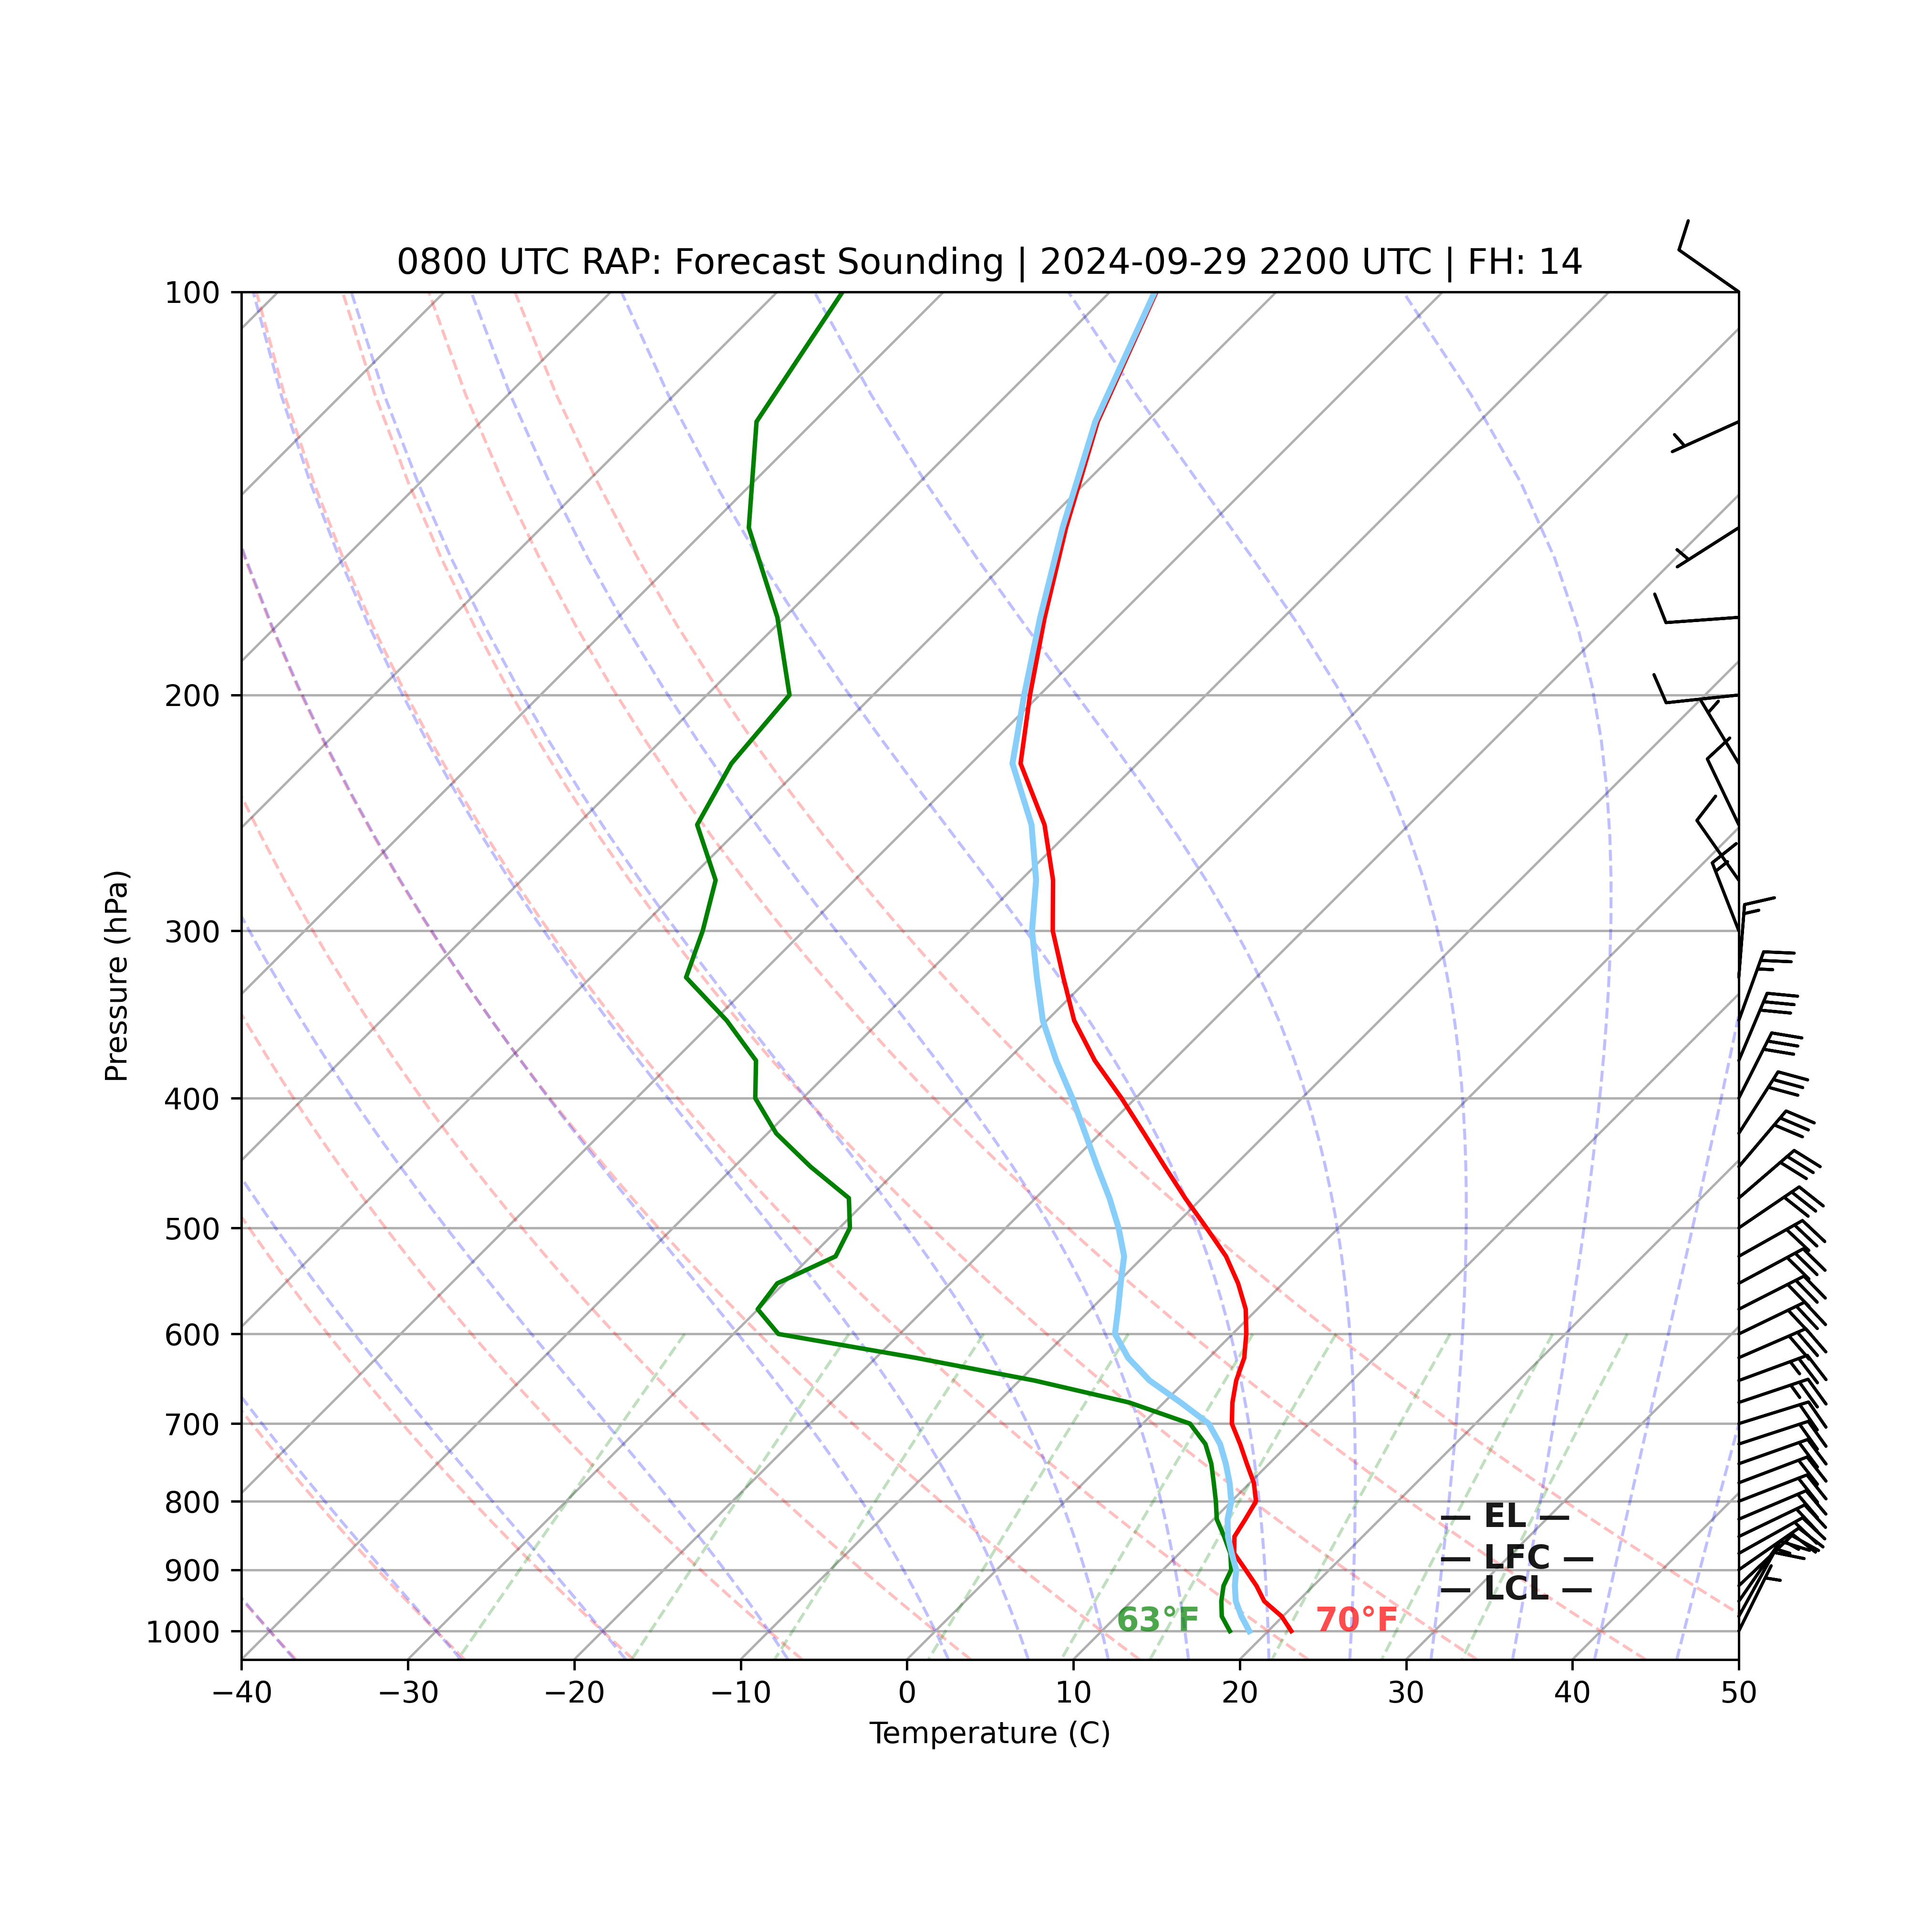 0800 UTC RAP: Forecast Sounding | 2024-09-29 2200 UTC | FH: 14
100
200
300
400
500
600
700
800
900
1000
Pressure (hPa)
— EL —
— LFC —
— LCL —
63°F
70°F
−40
−30
−20
−10
0
10
20
30
40
50
Temperature (C)